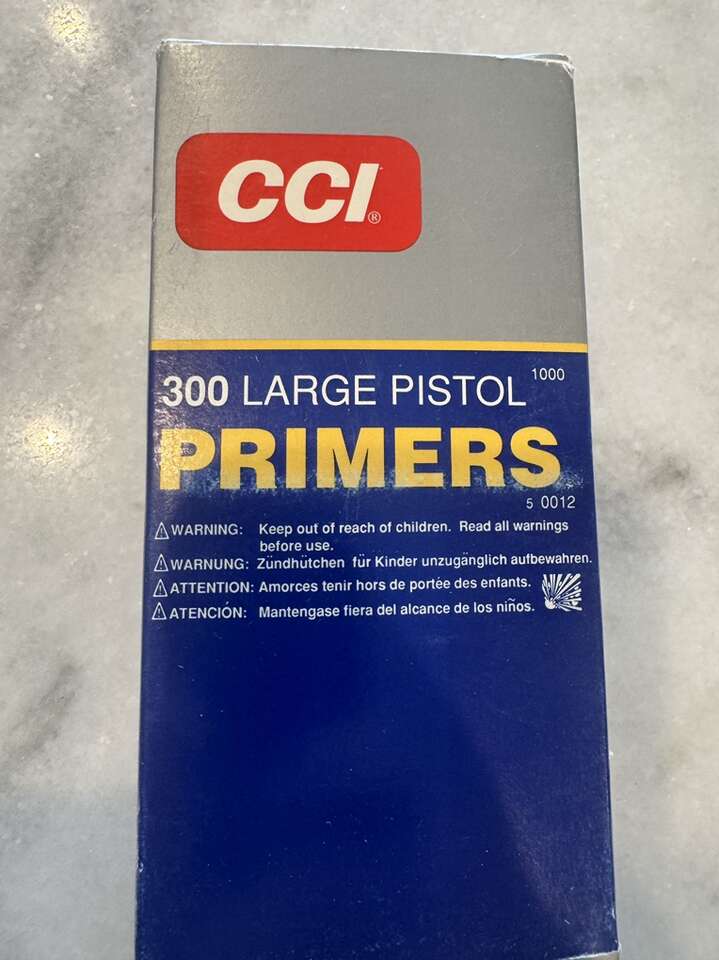 CCI®
1000
300 LARGE PISTOL
PRIMERS
5 0012
⚠ WARNING: Keep out of reach of children. Read all warnings
before use.
⚠ WARNUNG: Zündhütchen für Kinder unzugänglich aufbewahren.
⚠ ATTENTION: Amorces tenir hors de portée des enfants.
⚠ ATENCIÓN: Mantengase fiera del alcance de los niños.